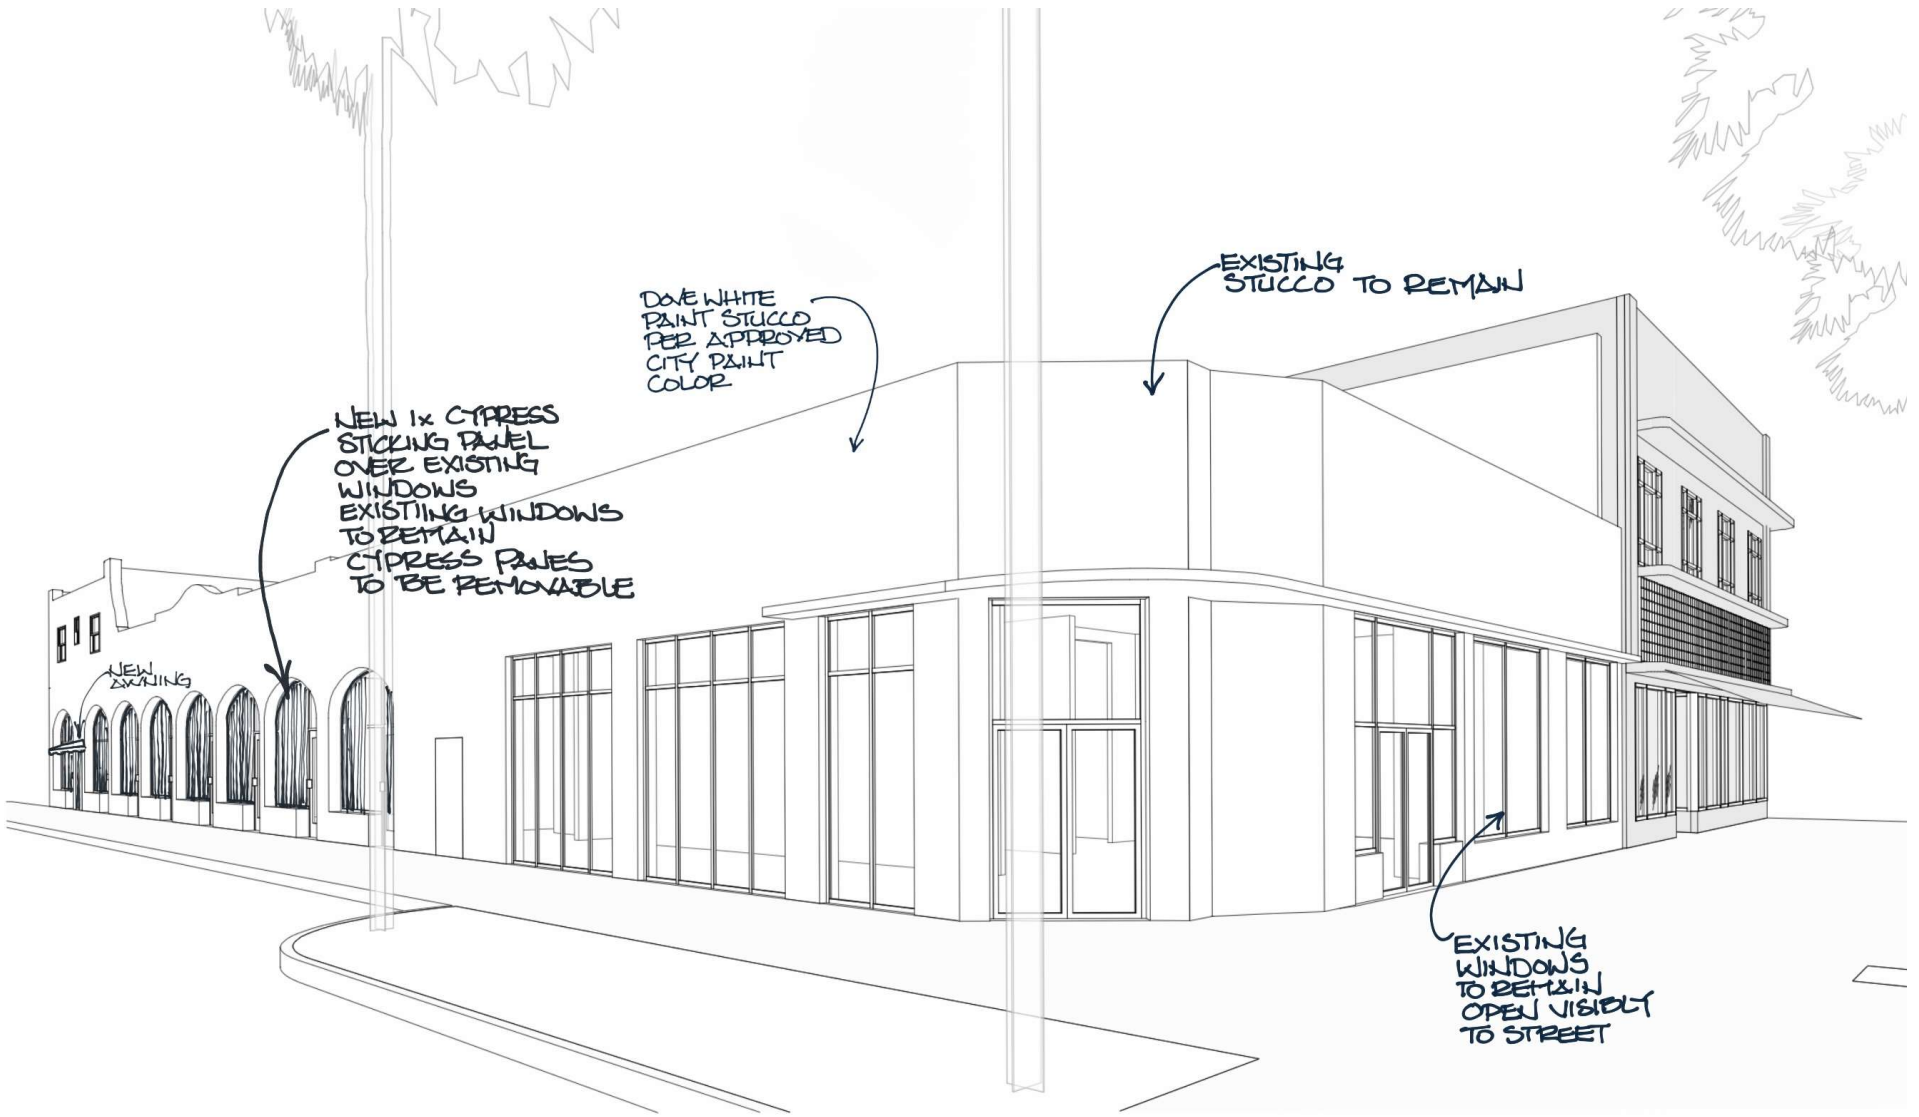 EXISTING
STUCCO TO REMAIN
DOVE WHITE
PAINT STUCCO
PER APPROVED
CITY PAINT
COLOR
NEW 1x CYPRESS
STICKING PANEL
OVER EXISTING
WINDOWS
EXISTIING WINDOWS
TO REMAIN
CYPRESS PANES
TO BE REMOVABLE
NEW
AWNING
EXISTING
WINDOWS
TO REMAIN
OPEN VISIBLY
TO STREET